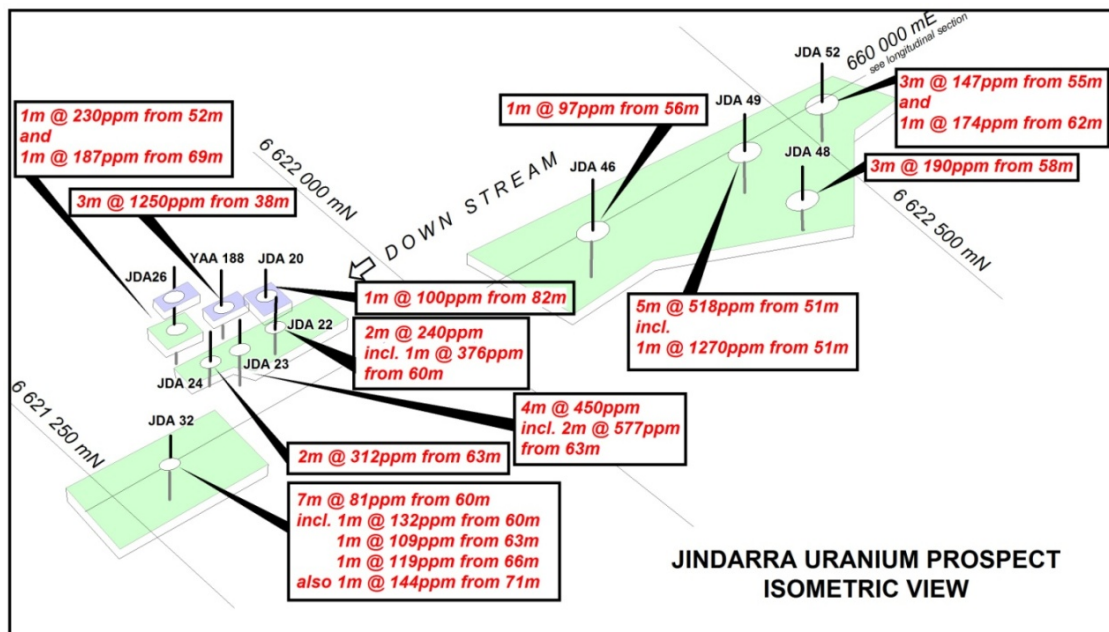 JDA 52
660 000 mE
see longitudinal section
3m @ 147ppm from 55m
and
1m @ 174ppm from 62m
1m @ 230ppm from 52m
and
1m @ 187ppm from 69m
1m @ 97ppm from 56m
JDA 49
JDA 48
3m @ 190ppm from 58m
JDA 46
6 622 000 mN
3m @ 1250ppm from 38m
DOWN STREAM
6 622 500 mN
JDA26
YAA 188
JDA 20
1m @ 100ppm from 82m
5m @ 518ppm from 51m
incl.
1m @ 1270ppm from 51m
JDA 22
2m @ 240ppm
incl. 1m @ 376ppm
from 60m
JDA 23
JDA 24
4m @ 450ppm
incl. 2m @ 577ppm
from 63m
6 621 250 mN
JDA 32
2m @ 312ppm from 63m
7m @ 81ppm from 60m
incl. 1m @ 132ppm from 60m
1m @ 109ppm from 63m
1m @ 119ppm from 66m
also 1m @ 144ppm from 71m
JINDARRA URANIUM PROSPECT
ISOMETRIC VIEW